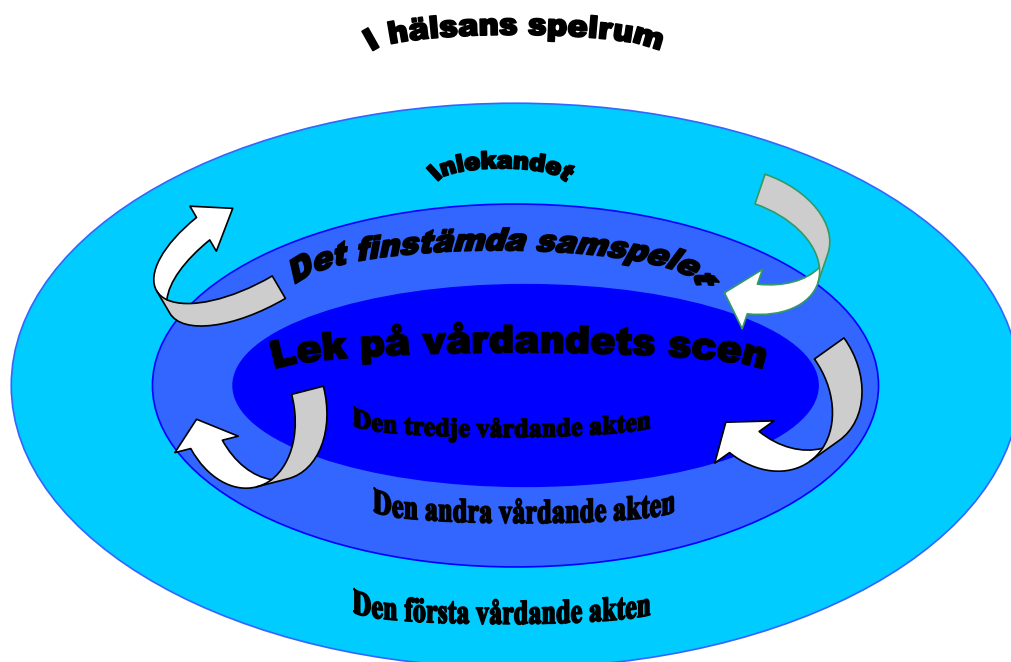 I hälsans spelrum
Inlekandet
Det finstämda samspelet
Lek på vårdandets scen
Den tredje vårdande akten
Den andra vårdande akten
Den första vårdande akten